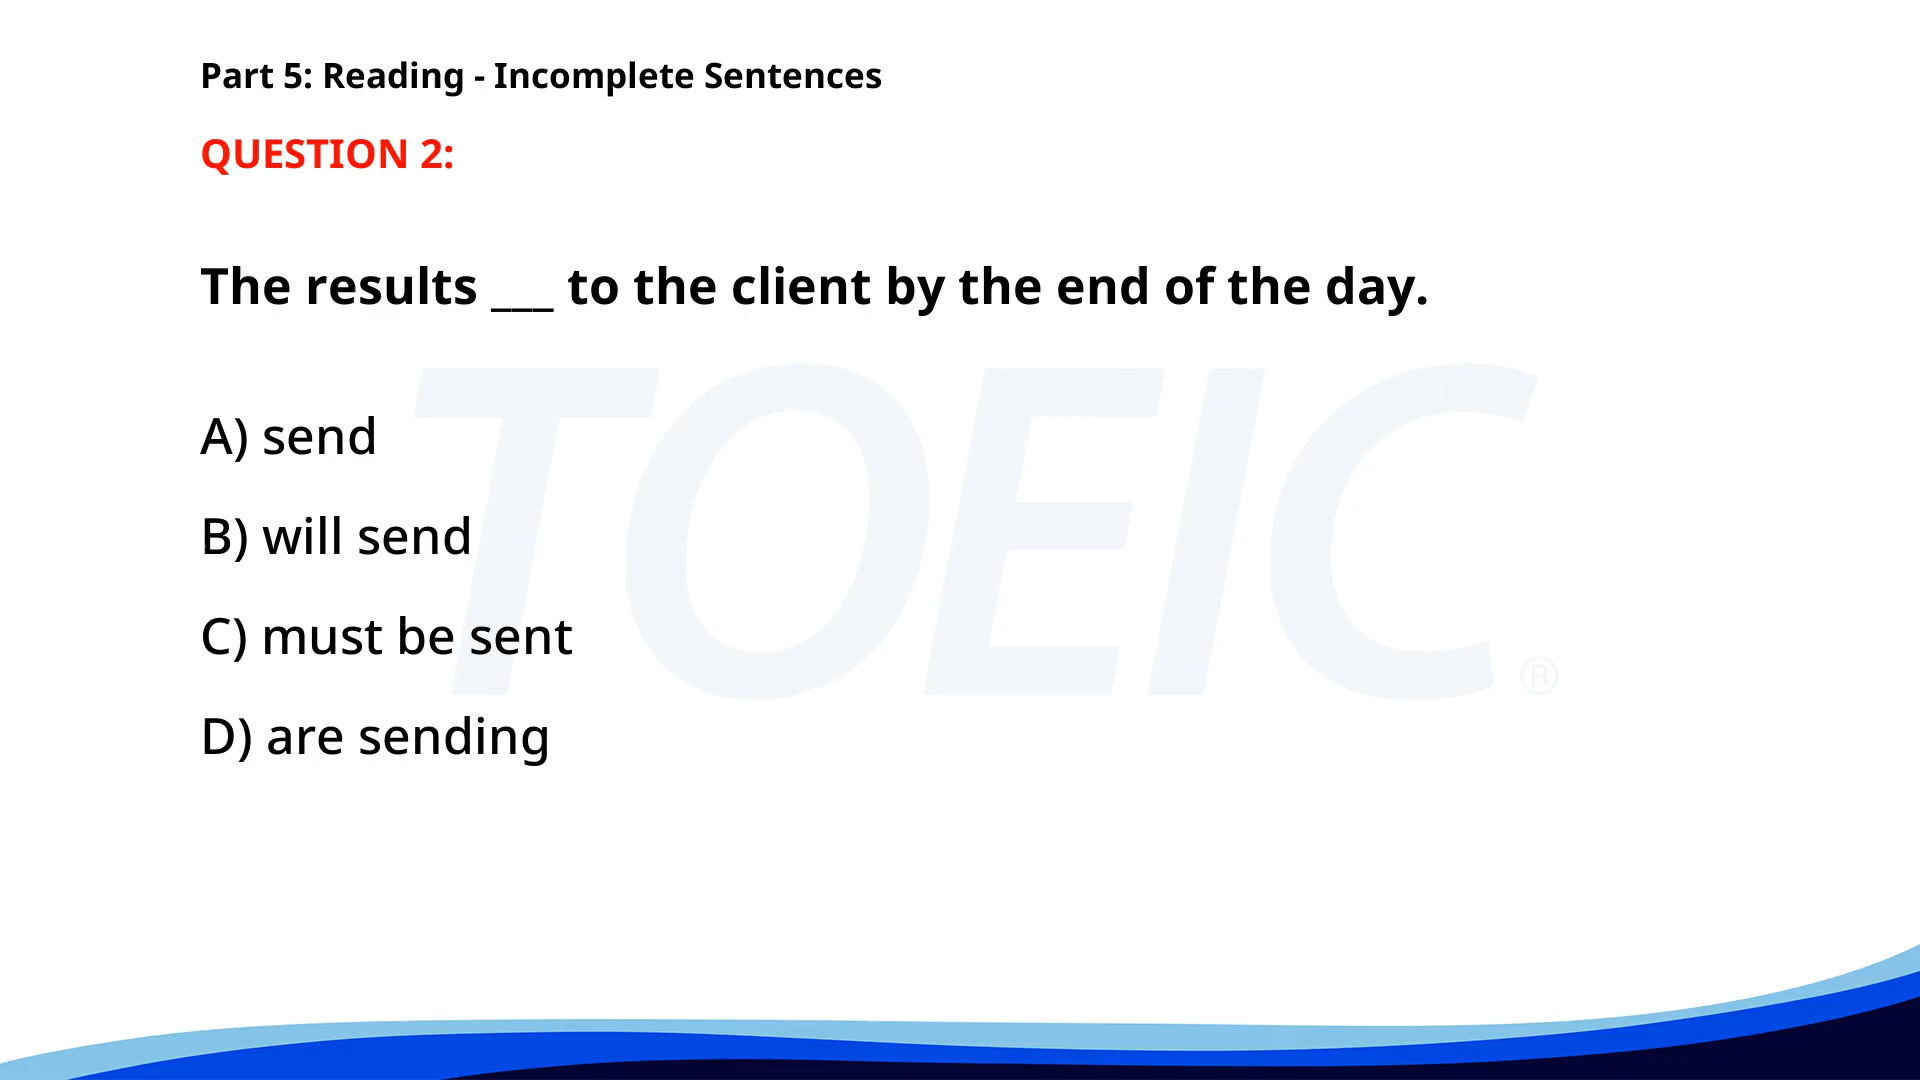 Part 5: Reading - Incomplete Sentences
QUESTION 2:
The results ___ to the client by the end of the day.
TOEIC®
A) send
B) will send
C) must be sent
D) are sending